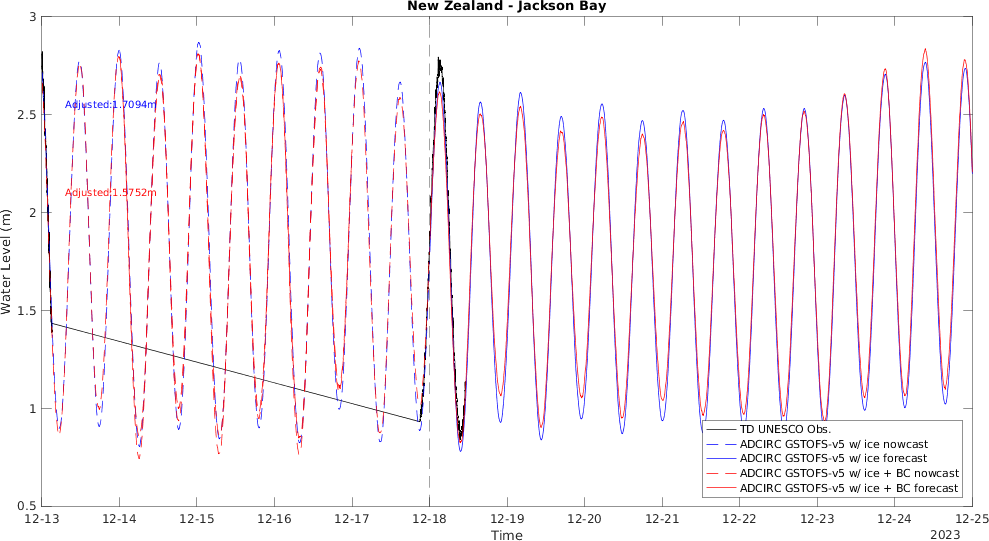 New Zealand - Jackson Bay
3
2.5
2
1.5
1
0.5
Water Level (m)
Adjusted:1.7094m
Adjusted:1.5752m
TD UNESCO Obs.
ADCIRC GSTOFS-v5 w/ ice nowcast
ADCIRC GSTOFS-v5 w/ ice forecast
ADCIRC GSTOFS-v5 w/ ice + BC nowcast
ADCIRC GSTOFS-v5 w/ ice + BC forecast
12-13 12-14 12-15 12-16 12-17 12-18 12-19 12-20 12-21 12-22 12-23 12-24 12-25
Time
2023